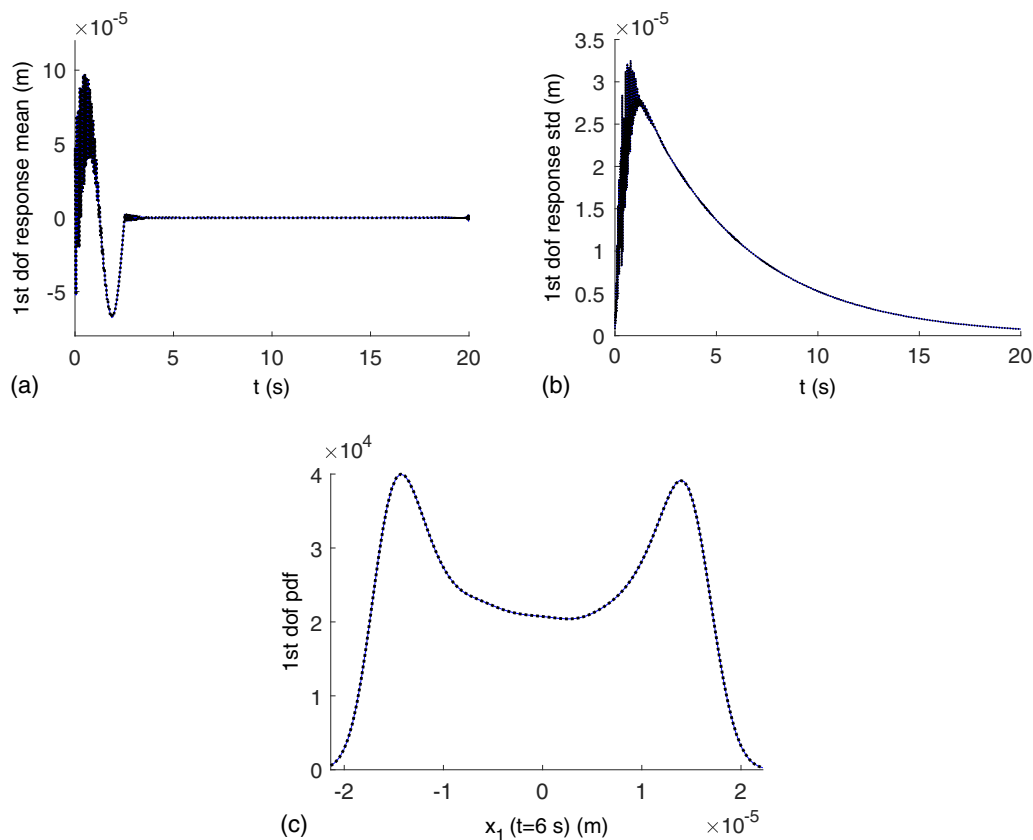 ×10⁻⁵
10
5
0
-5
1st dof response mean (m)
0 5 10 15 20
t (s)
(a)
×10⁻⁵
3.5
3
2.5
2
1.5
1
0.5
0
1st dof response std (m)
0 5 10 15 20
t (s)
(b)
×10⁴
4
3
2
1
0
1st dof pdf
-2 -1 0 1 2
x₁ (t=6 s) (m)
×10⁻⁵
(c)